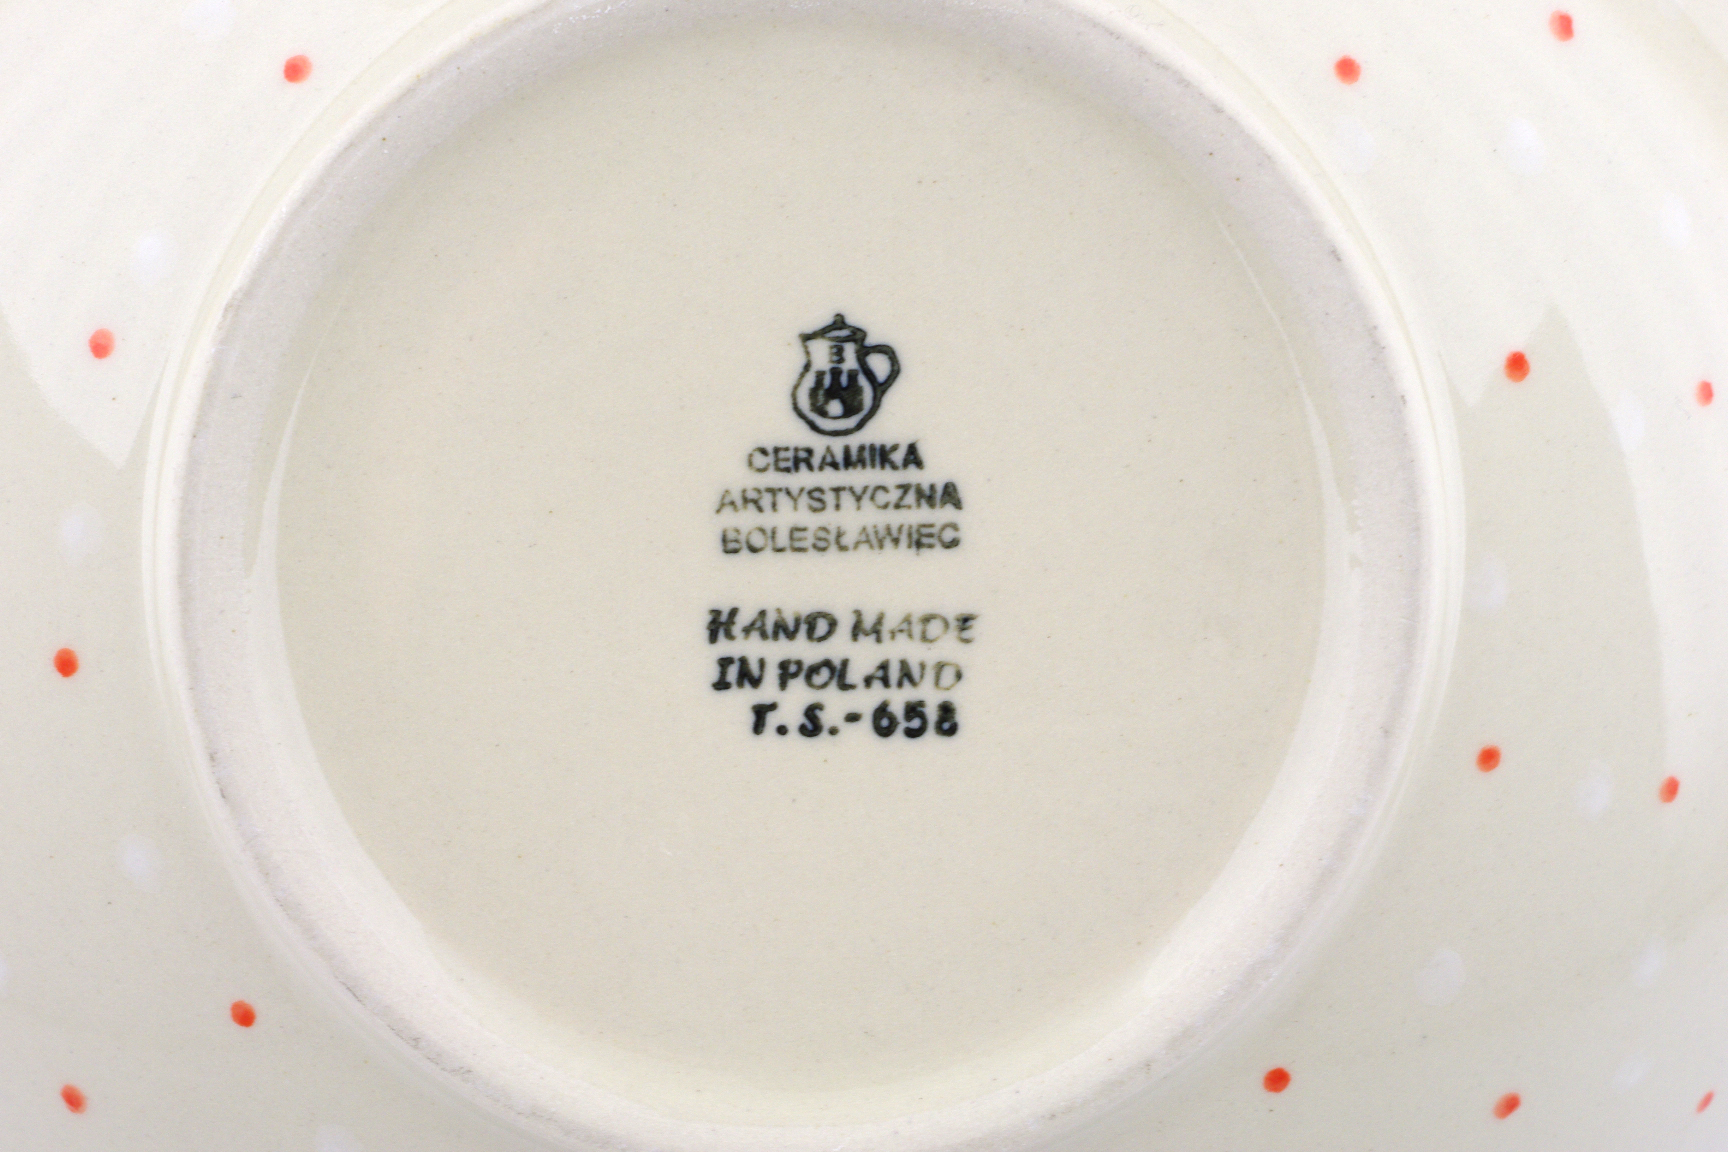 B
CERAMIKA
ARTYSTYCZNA
BOLESŁAWIEC
HAND MADE
IN POLAND
T.S.-658